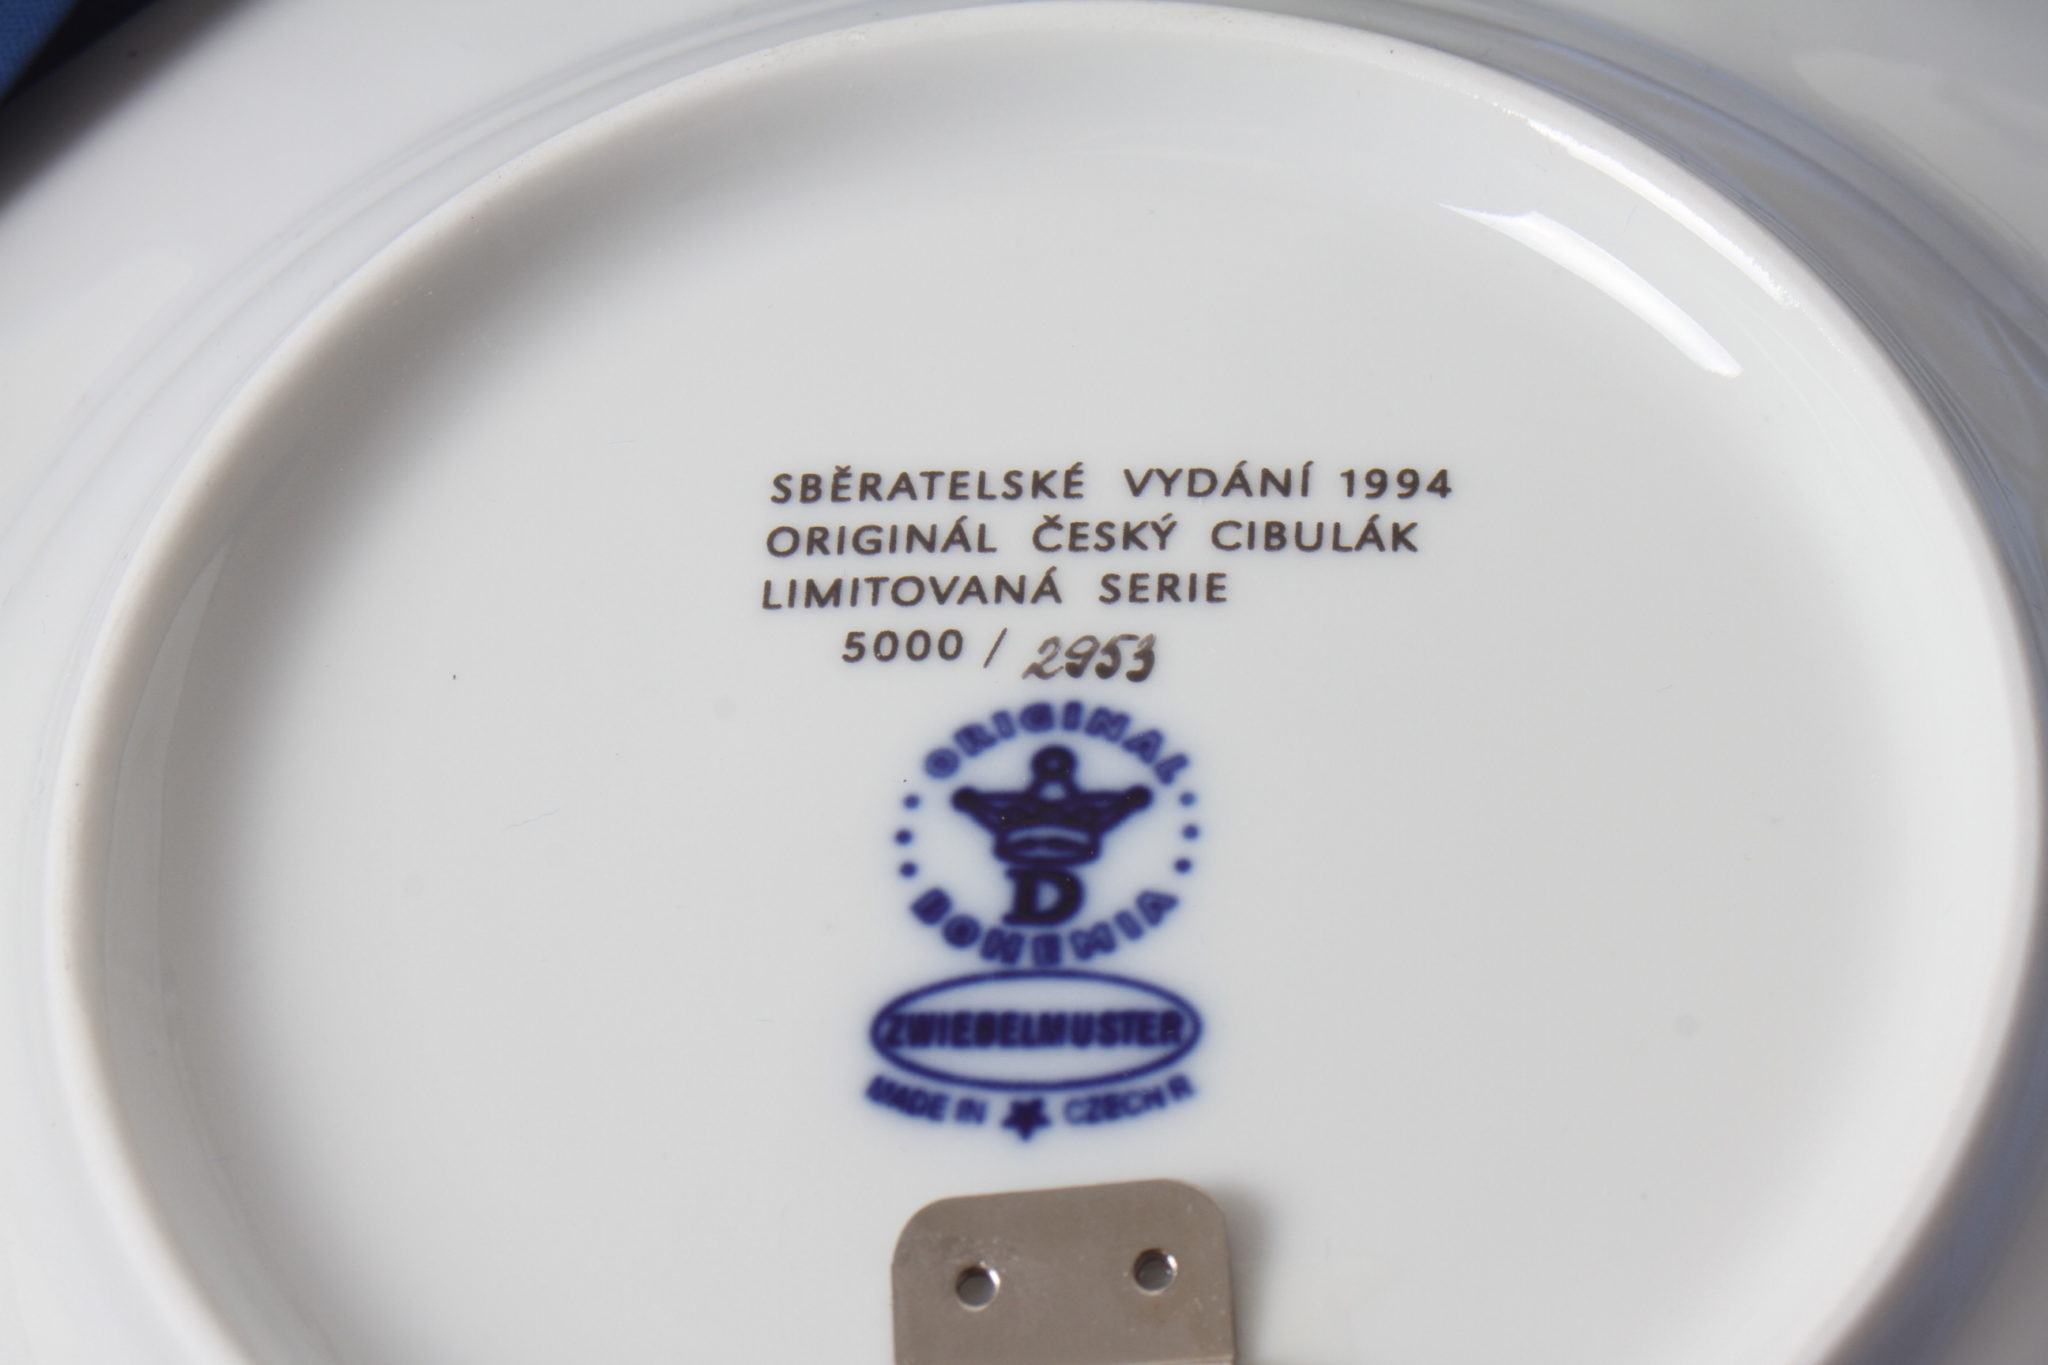 SBĚRATELSKÉ VYDÁNÍ 1994
ORIGINÁL ČESKÝ CIBULÁK
LIMITOVANÁ SERIE
5000 / 2953
ORIGINAL
D
BOHEMIA
ZWIEBELMUSTER
MADE IN CZECH R